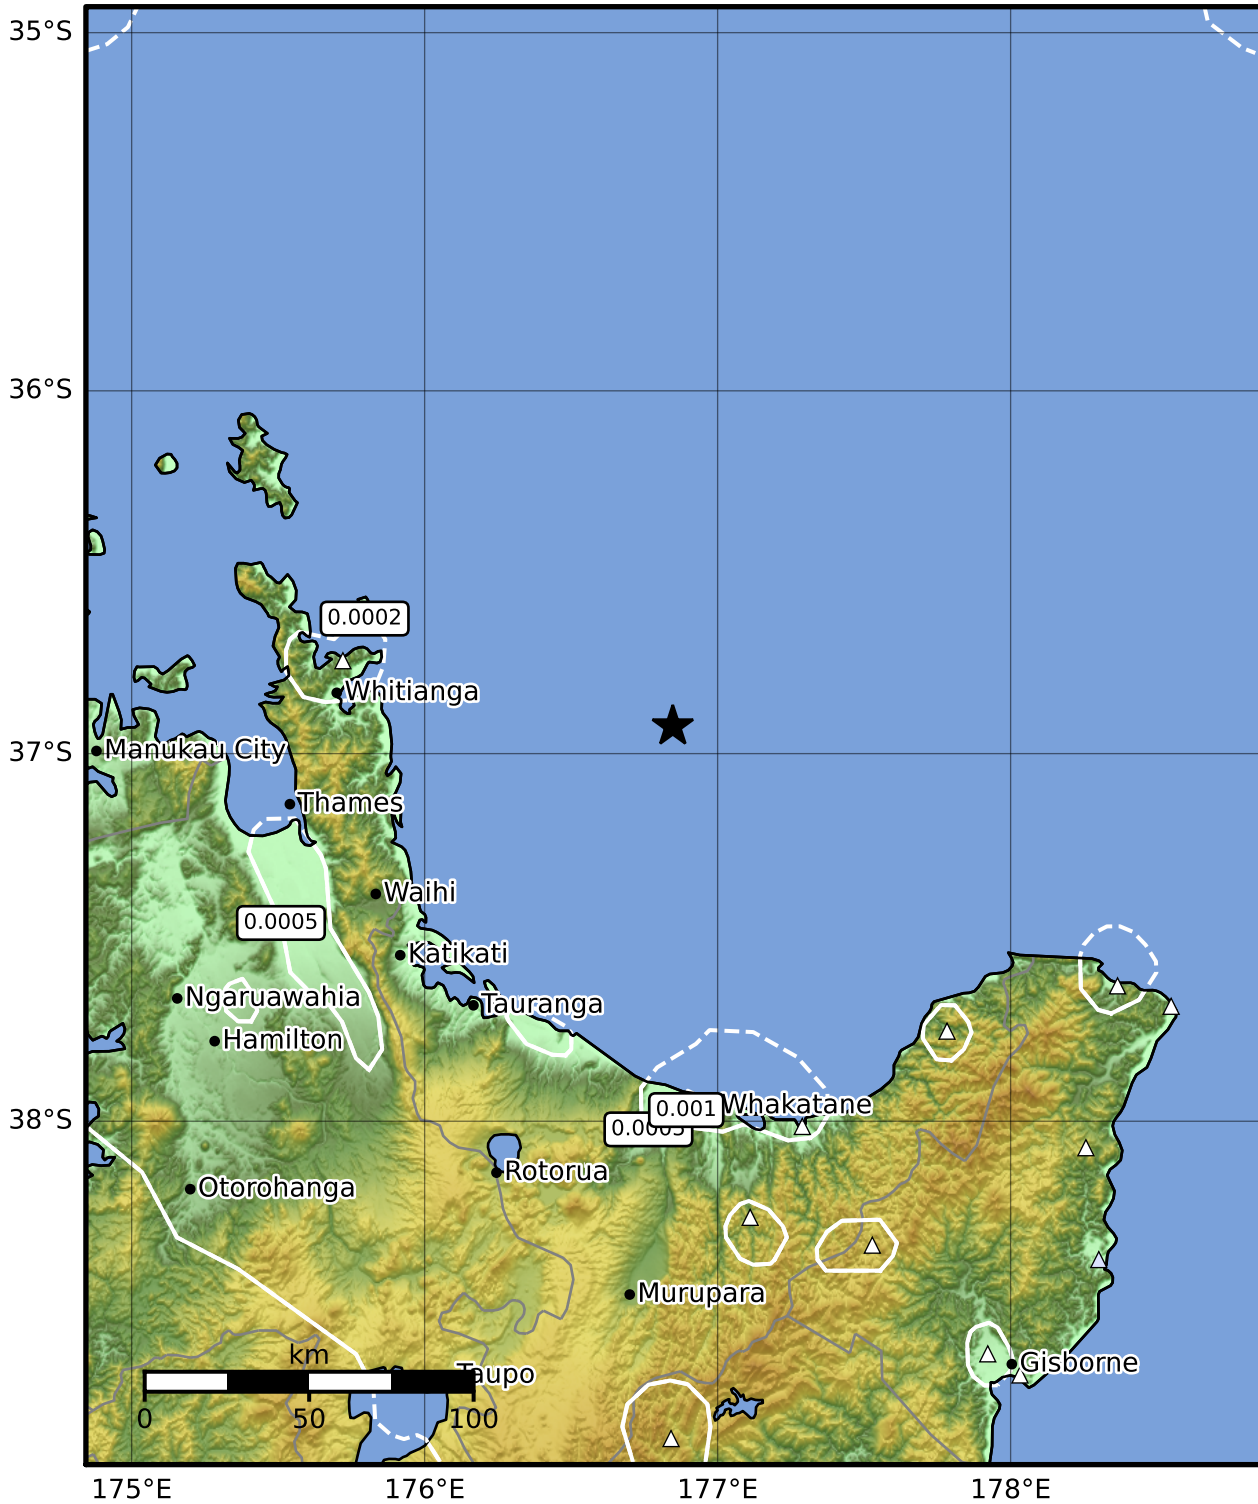 35°S
36°S
0.0002
Whitianga
37°S
Manukau City
Thames
Waihi
0.0005
Katikati
Ngaruawahia
Tauranga
Hamilton
0.001
Whakatane
38°S
Rotorua
Otorohanga
Murupara
km
Gisborne
Taupo
0
50
100
175°E
176°E
177°E
178°E